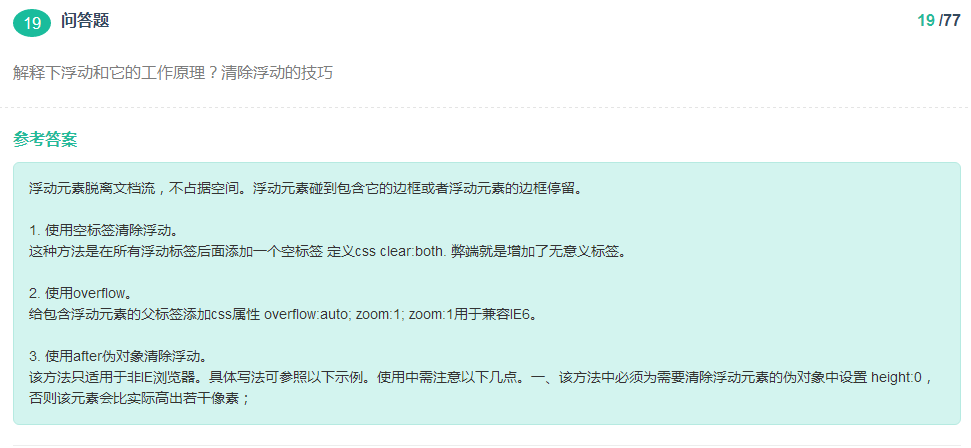 19 问答题 19 /77
解释下浮动和它的工作原理？清除浮动的技巧
参考答案
浮动元素脱离文档流，不占据空间。浮动元素碰到包含它的边框或者浮动元素的边框停留。
1. 使用空标签清除浮动。
这种方法是在所有浮动标签后面添加一个空标签 定义css clear:both. 弊端就是增加了无意义标签。
2. 使用overflow。
给包含浮动元素的父标签添加css属性 overflow:auto; zoom:1; zoom:1用于兼容IE6。
3. 使用after伪对象清除浮动。
该方法只适用于非IE浏览器。具体写法可参照以下示例。使用中需注意以下几点。一、该方法中必须为需要清除浮动元素的伪对象中设置 height:0，
否则该元素会比实际高出若干像素；